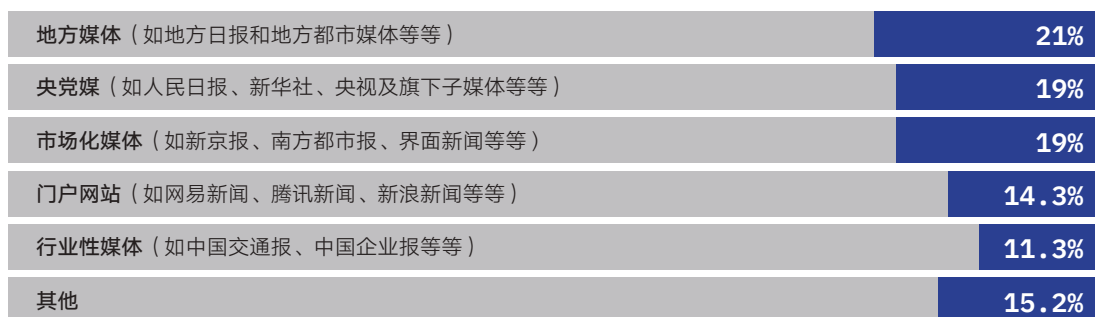 地方媒体（如地方日报和地方都市媒体等等） 21%
央党媒（如人民日报、新华社、央视及旗下子媒体等等） 19%
市场化媒体（如新京报、南方都市报、界面新闻等等） 19%
门户网站（如网易新闻、腾讯新闻、新浪新闻等等） 14.3%
行业性媒体（如中国交通报、中国企业报等等） 11.3%
其他 15.2%